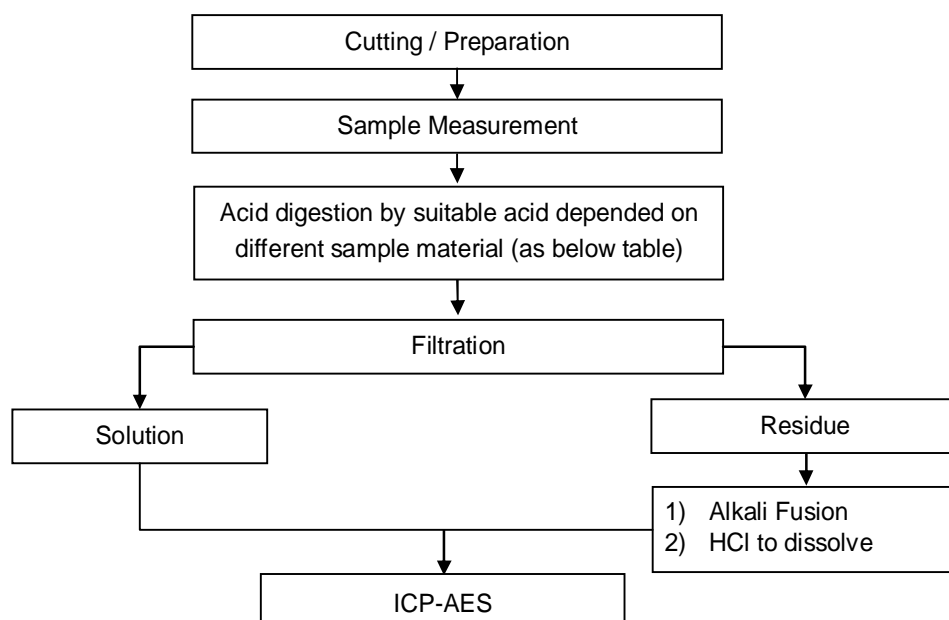 Cutting / Preparation
Sample Measurement
Acid digestion by suitable acid depended on
different sample material (as below table)
Filtration
Solution
Residue
1) Alkali Fusion
2) HCl to dissolve
ICP-AES